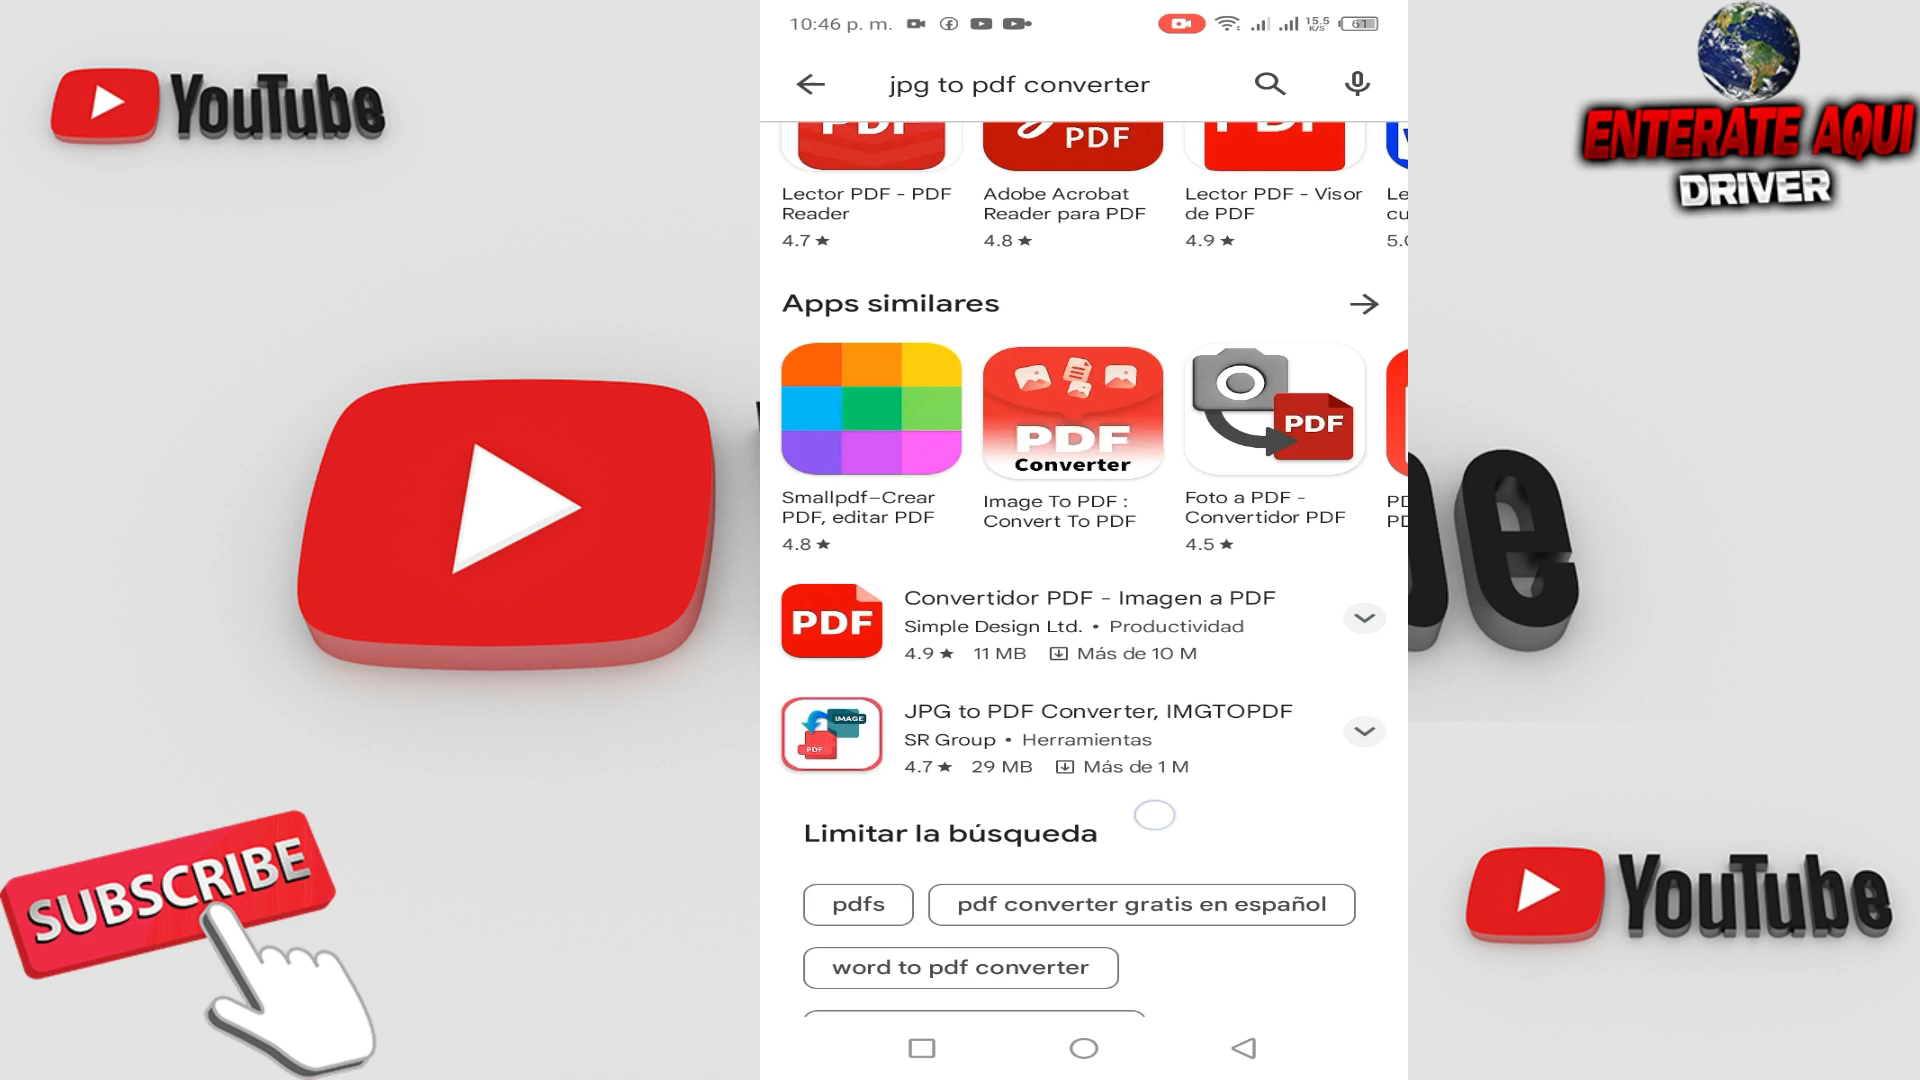 YouTube
ENTERATE AQUI
DRIVER
10:46 p. m.
15.5
K/S
61
jpg to pdf converter
PDF
PDF
PDF
Lector PDF - PDF
Reader
4.7 ★
Adobe Acrobat
Reader para PDF
4.8 ★
Lector PDF - Visor
de PDF
4.9 ★
Apps similares
PDF
Converter
PDF
Smallpdf–Crear
PDF, editar PDF
4.8 ★
Image To PDF :
Convert To PDF
Foto a PDF -
Convertidor PDF
4.5 ★
PDF
Convertidor PDF - Imagen a PDF
Simple Design Ltd. • Productividad
4.9 ★ 11 MB Más de 10 M
IMAGE
PDF
JPG to PDF Converter, IMGTOPDF
SR Group • Herramientas
4.7 ★ 29 MB Más de 1 M
Limitar la búsqueda
pdfs
pdf converter gratis en español
word to pdf converter
SUBSCRIBE
YouTube
e